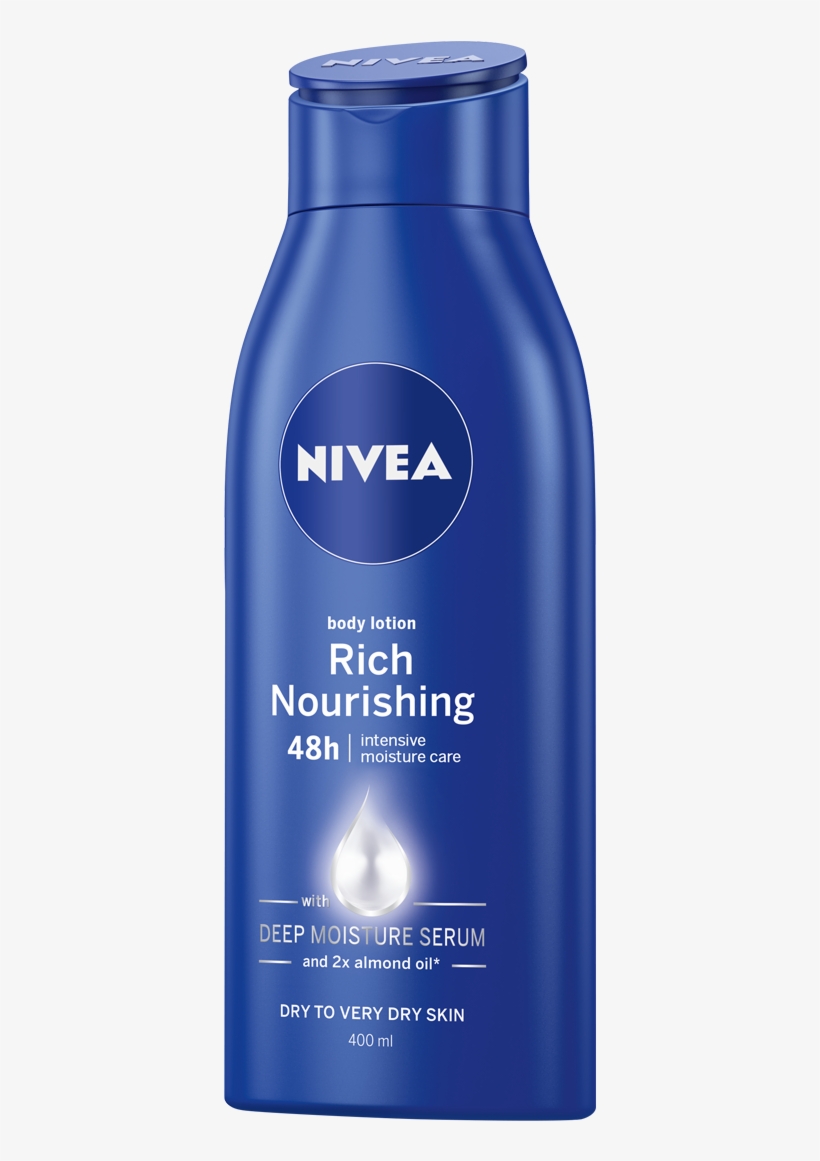 NIVEA
NIVEA
body lotion
Rich
Nourishing
48h | intensive
moisture care
with
DEEP MOISTURE SERUM
and 2x almond oil*
DRY TO VERY DRY SKIN
400 ml